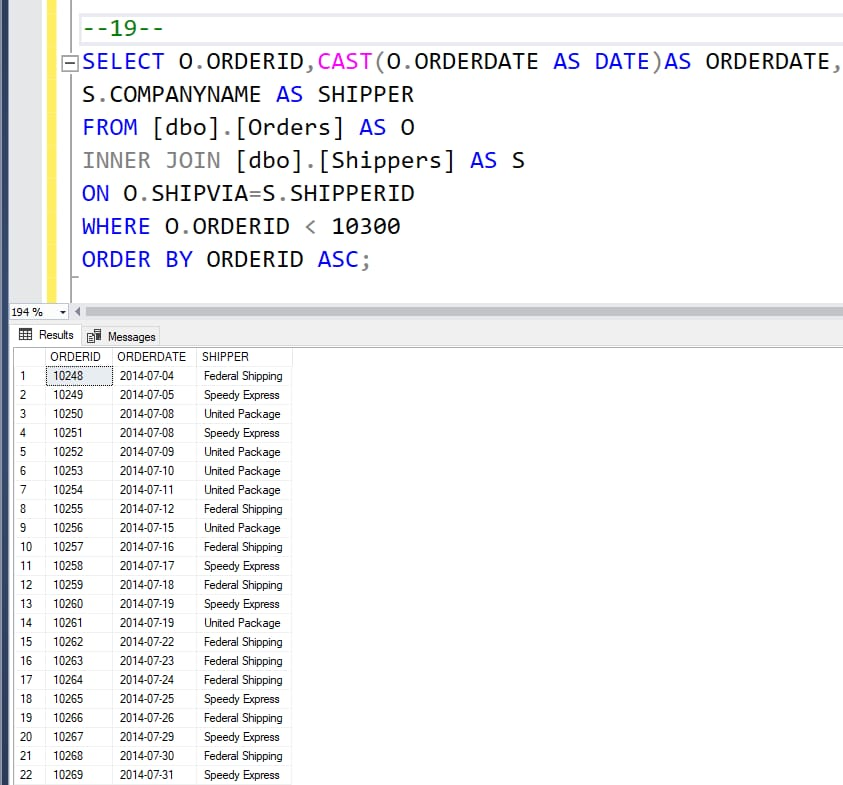 --19--
SELECT O.ORDERID,CAST(O.ORDERDATE AS DATE)AS ORDERDATE,
S.COMPANYNAME AS SHIPPER
FROM [dbo].[Orders] AS O
INNER JOIN [dbo].[Shippers] AS S
ON O.SHIPVIA=S.SHIPPERID
WHERE O.ORDERID < 10300
ORDER BY ORDERID ASC;
194 %
Results Messages
ORDERID ORDERDATE SHIPPER
1 10248 2014-07-04 Federal Shipping
2 10249 2014-07-05 Speedy Express
3 10250 2014-07-08 United Package
4 10251 2014-07-08 Speedy Express
5 10252 2014-07-09 United Package
6 10253 2014-07-10 United Package
7 10254 2014-07-11 United Package
8 10255 2014-07-12 Federal Shipping
9 10256 2014-07-15 United Package
10 10257 2014-07-16 Federal Shipping
11 10258 2014-07-17 Speedy Express
12 10259 2014-07-18 Federal Shipping
13 10260 2014-07-19 Speedy Express
14 10261 2014-07-19 United Package
15 10262 2014-07-22 Federal Shipping
16 10263 2014-07-23 Federal Shipping
17 10264 2014-07-24 Federal Shipping
18 10265 2014-07-25 Speedy Express
19 10266 2014-07-26 Federal Shipping
20 10267 2014-07-29 Speedy Express
21 10268 2014-07-30 Federal Shipping
22 10269 2014-07-31 Speedy Express